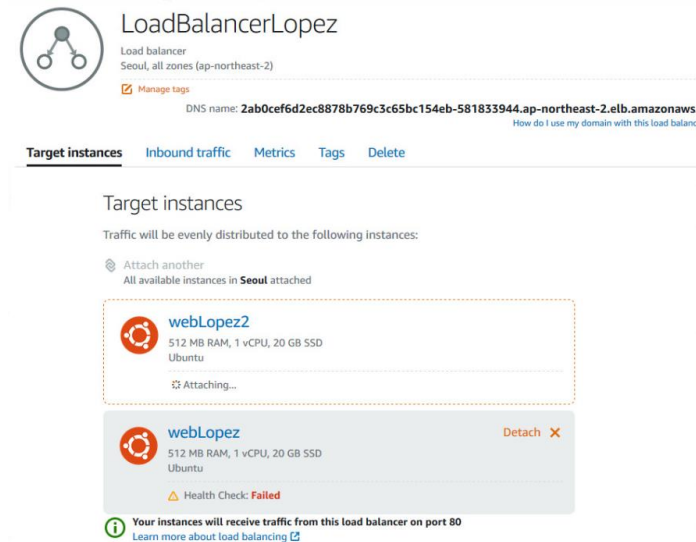 LoadBalancerLopez
Load balancer
Seoul, all zones (ap-northeast-2)
Manage tags
DNS name: 2ab0cef6d2ec8878b769c3c65bc154eb-581833944.ap-northeast-2.elb.amazonaws
How do I use my domain with this load balanc
Target instances Inbound traffic Metrics Tags Delete
Target instances
Traffic will be evenly distributed to the following instances:
Attach another
All available instances in Seoul attached
webLopez2
512 MB RAM, 1 vCPU, 20 GB SSD
Ubuntu
Attaching...
webLopez Detach
512 MB RAM, 1 vCPU, 20 GB SSD
Ubuntu
Health Check: Failed
Your instances will receive traffic from this load balancer on port 80
Learn more about load balancing